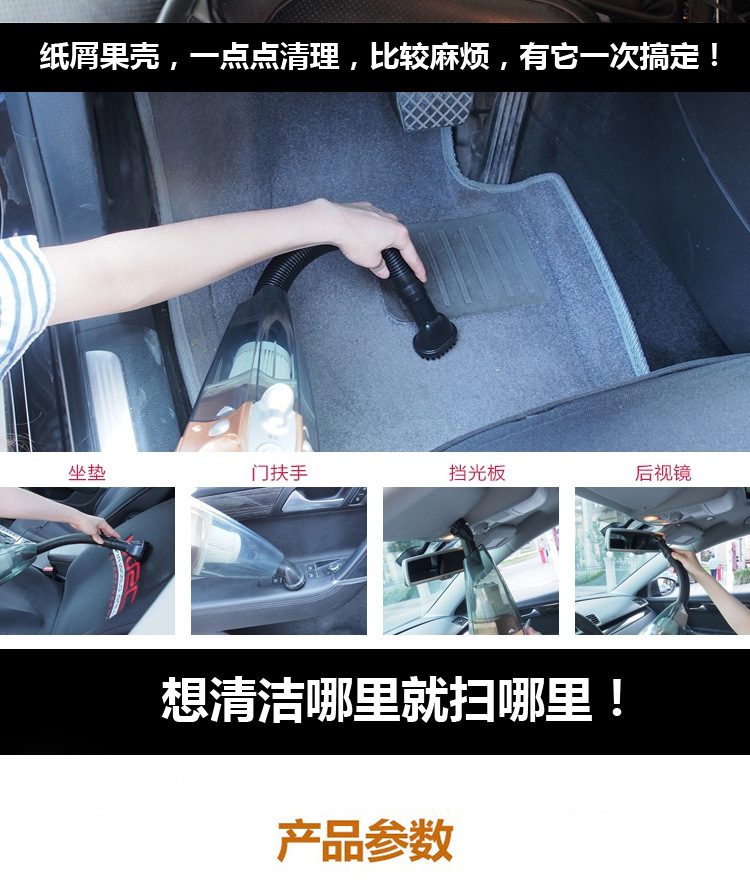 纸屑果壳，一点点清理，比较麻烦，有它一次搞定！
坐垫
门扶手
挡光板
后视镜
想清洁哪里就扫哪里！
产品参数